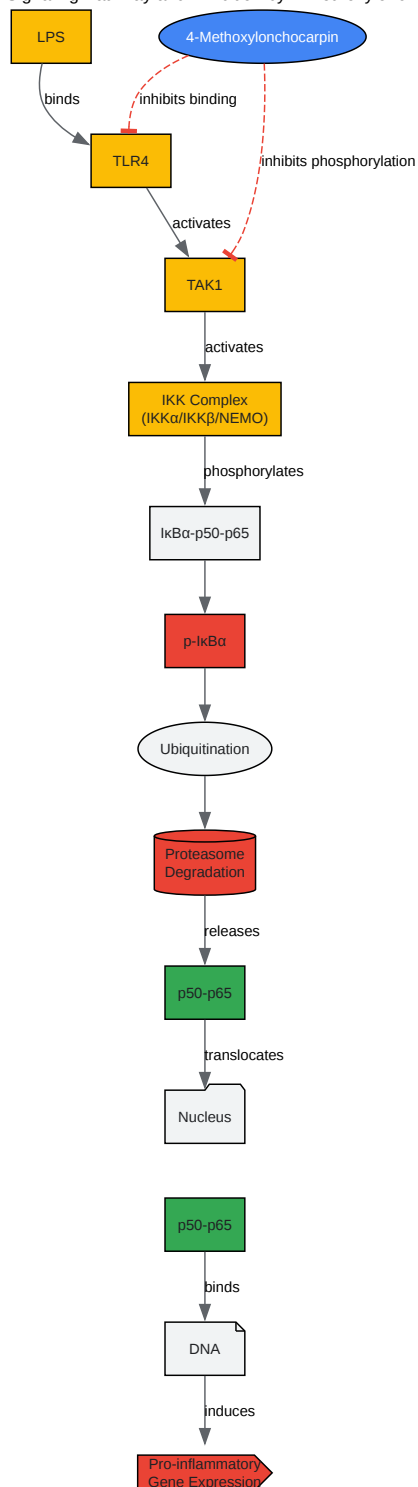 LPS
4-Methoxylonchocarpin
binds
inhibits binding
TLR4
inhibits phosphorylation
activates
TAK1
activates
IKK Complex
(IKKα/IKKβ/NEMO)
phosphorylates
IκBα-p50-p65
p-IκBα
Ubiquitination
Proteasome
Degradation
releases
p50-p65
translocates
Nucleus
p50-p65
binds
DNA
induces
Pro-inflammatory
Gene Expression